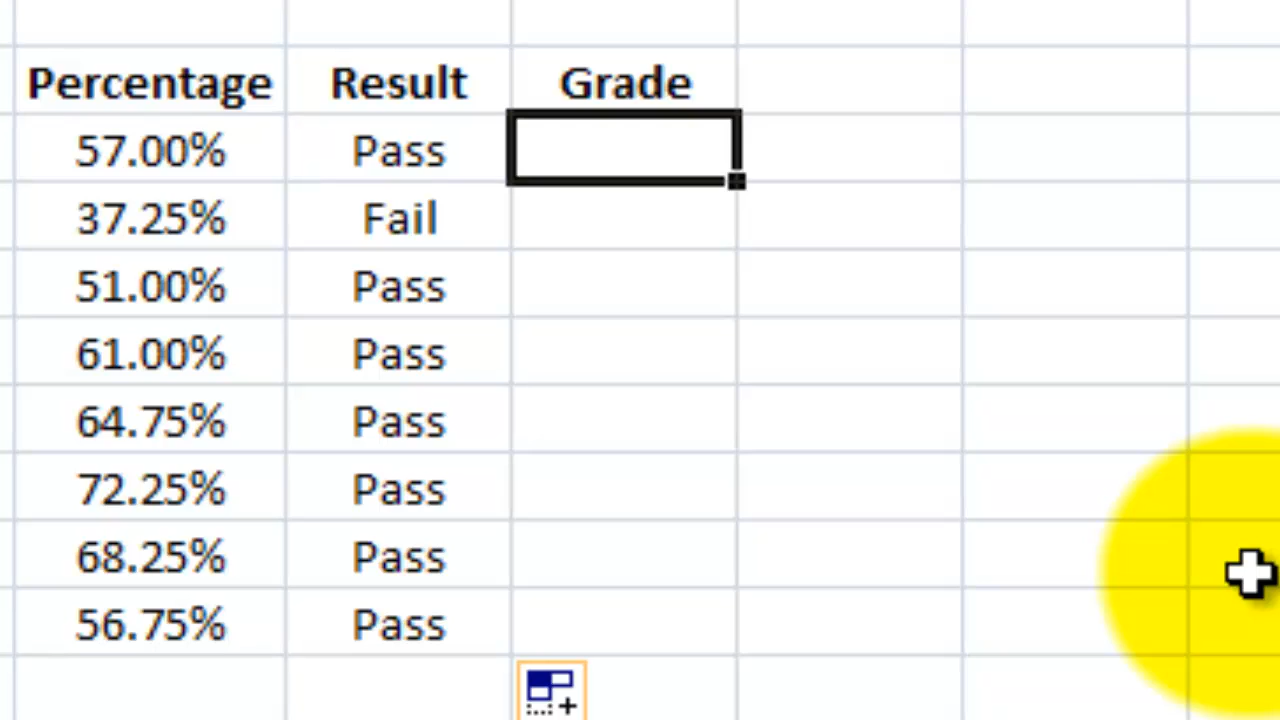 Percentage Result Grade
57.00% Pass
37.25% Fail
51.00% Pass
61.00% Pass
64.75% Pass
72.25% Pass
68.25% Pass
56.75% Pass